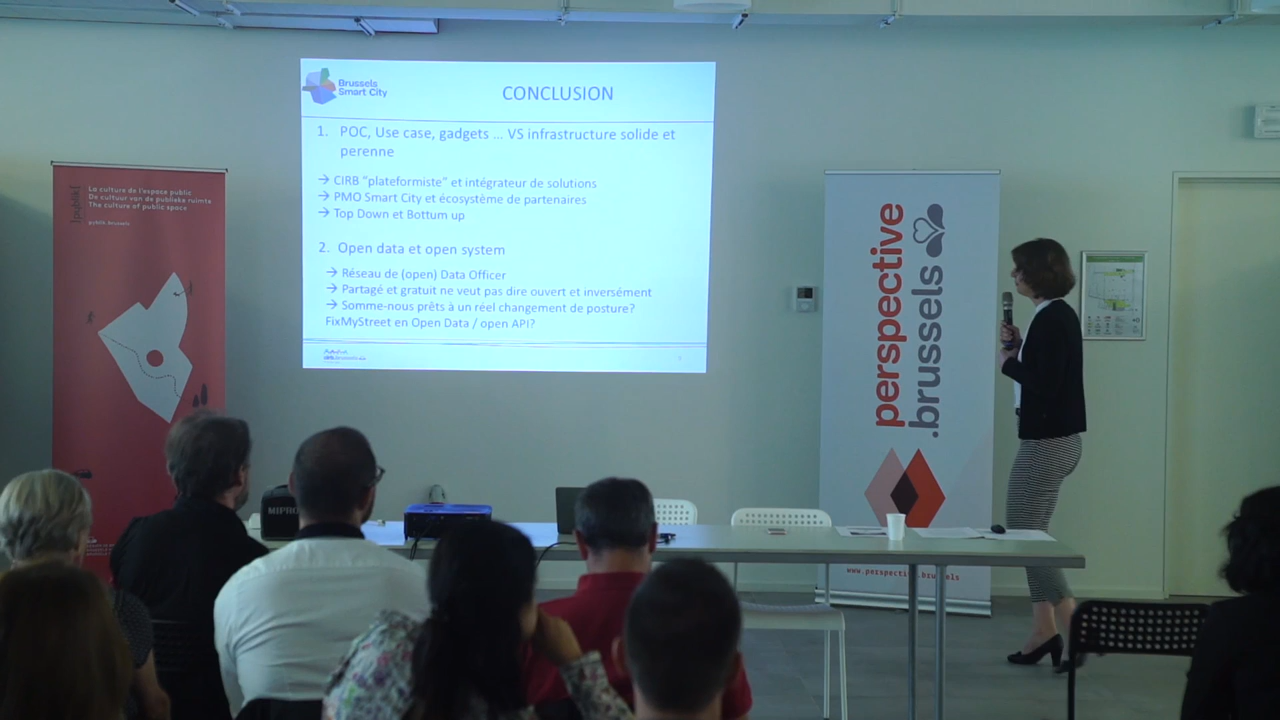 Brussels
Smart City
CONCLUSION
1. POC, Use case, gadgets ... VS infrastructure solide et
perenne
→ CIRB "plateformiste" et intégrateur de solutions
→ PMO Smart City et écosystème de partenaires
→ Top Down et Bottum up
2. Open data et open system
→ Réseau de (open) Data Officer
→ Partagé et gratuit ne veut pas dire ouvert et inversément
→ Somme-nous prêts à un réel changement de posture?
FixMyStreet en Open Data / open API?
]publik[
La culture de l'espace public
De cultuur van de publieke ruimte
The culture of public space
publik.brussels
perspective
.brussels
www.perspective.brussels
MIPRO